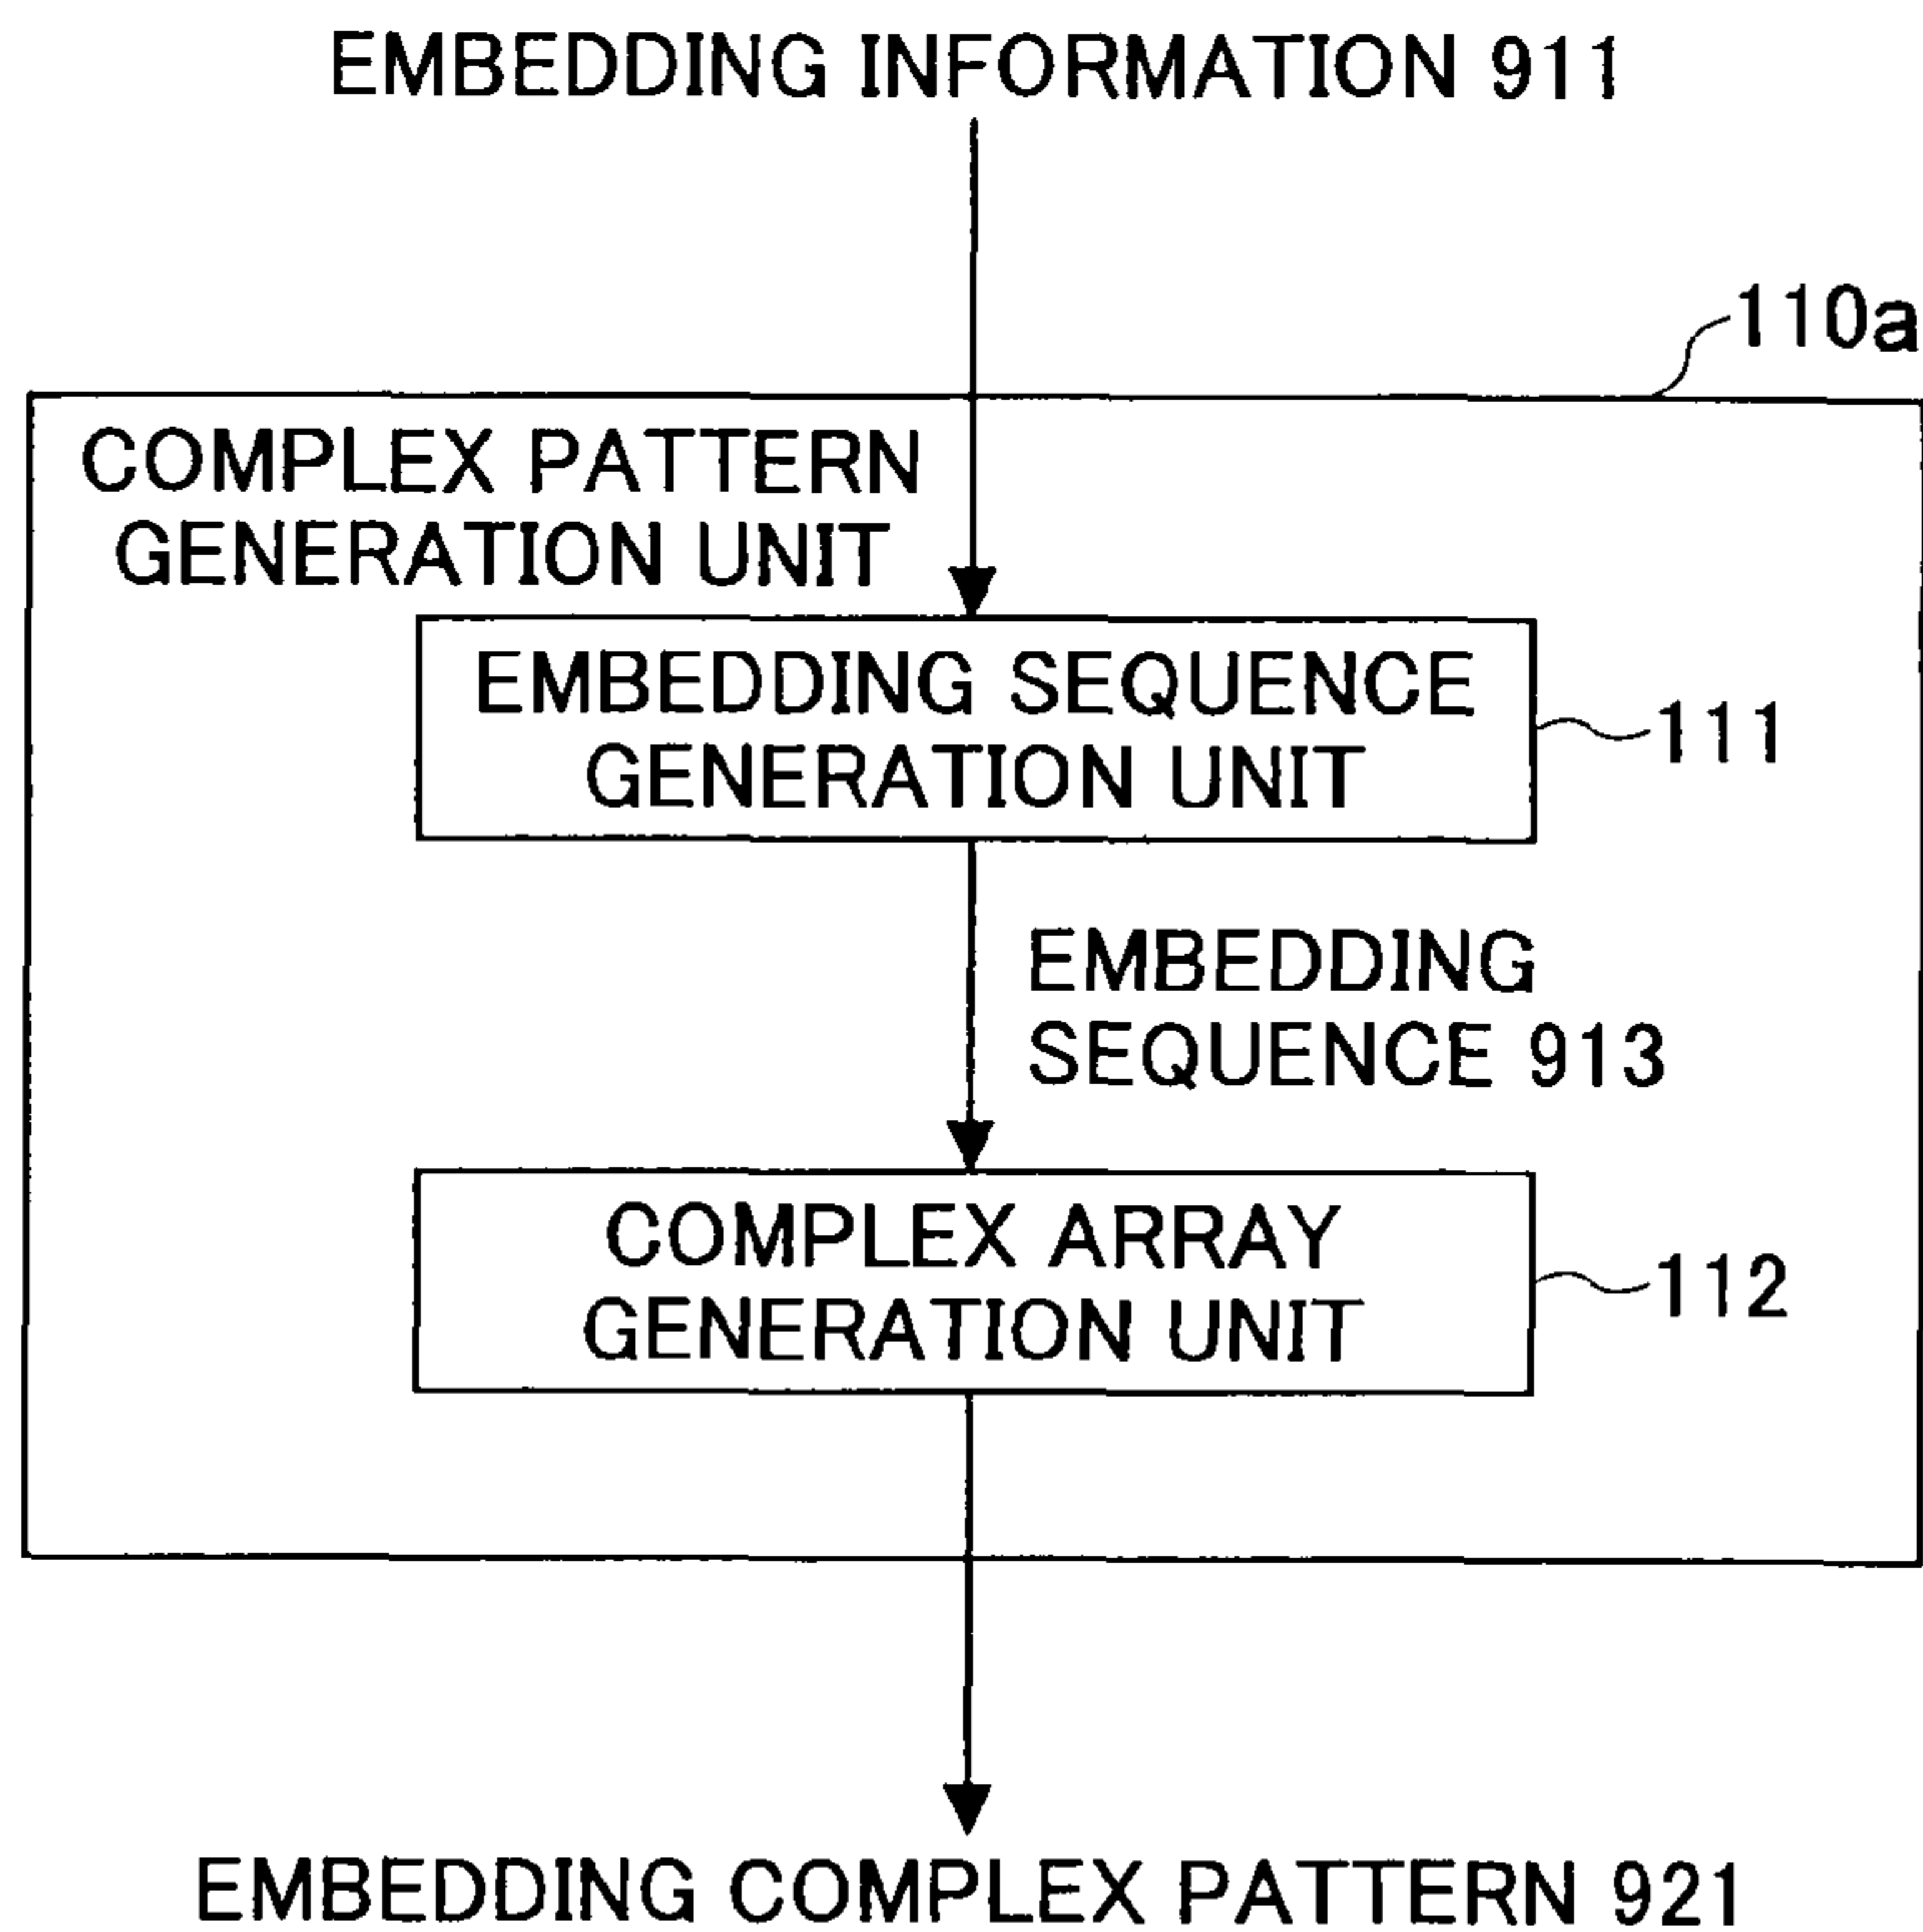 EMBEDDING INFORMATION 911
110a
COMPLEX PATTERN
GENERATION UNIT
EMBEDDING SEQUENCE
GENERATION UNIT
111
EMBEDDING
SEQUENCE 913
COMPLEX ARRAY
GENERATION UNIT
112
EMBEDDING COMPLEX PATTERN 921